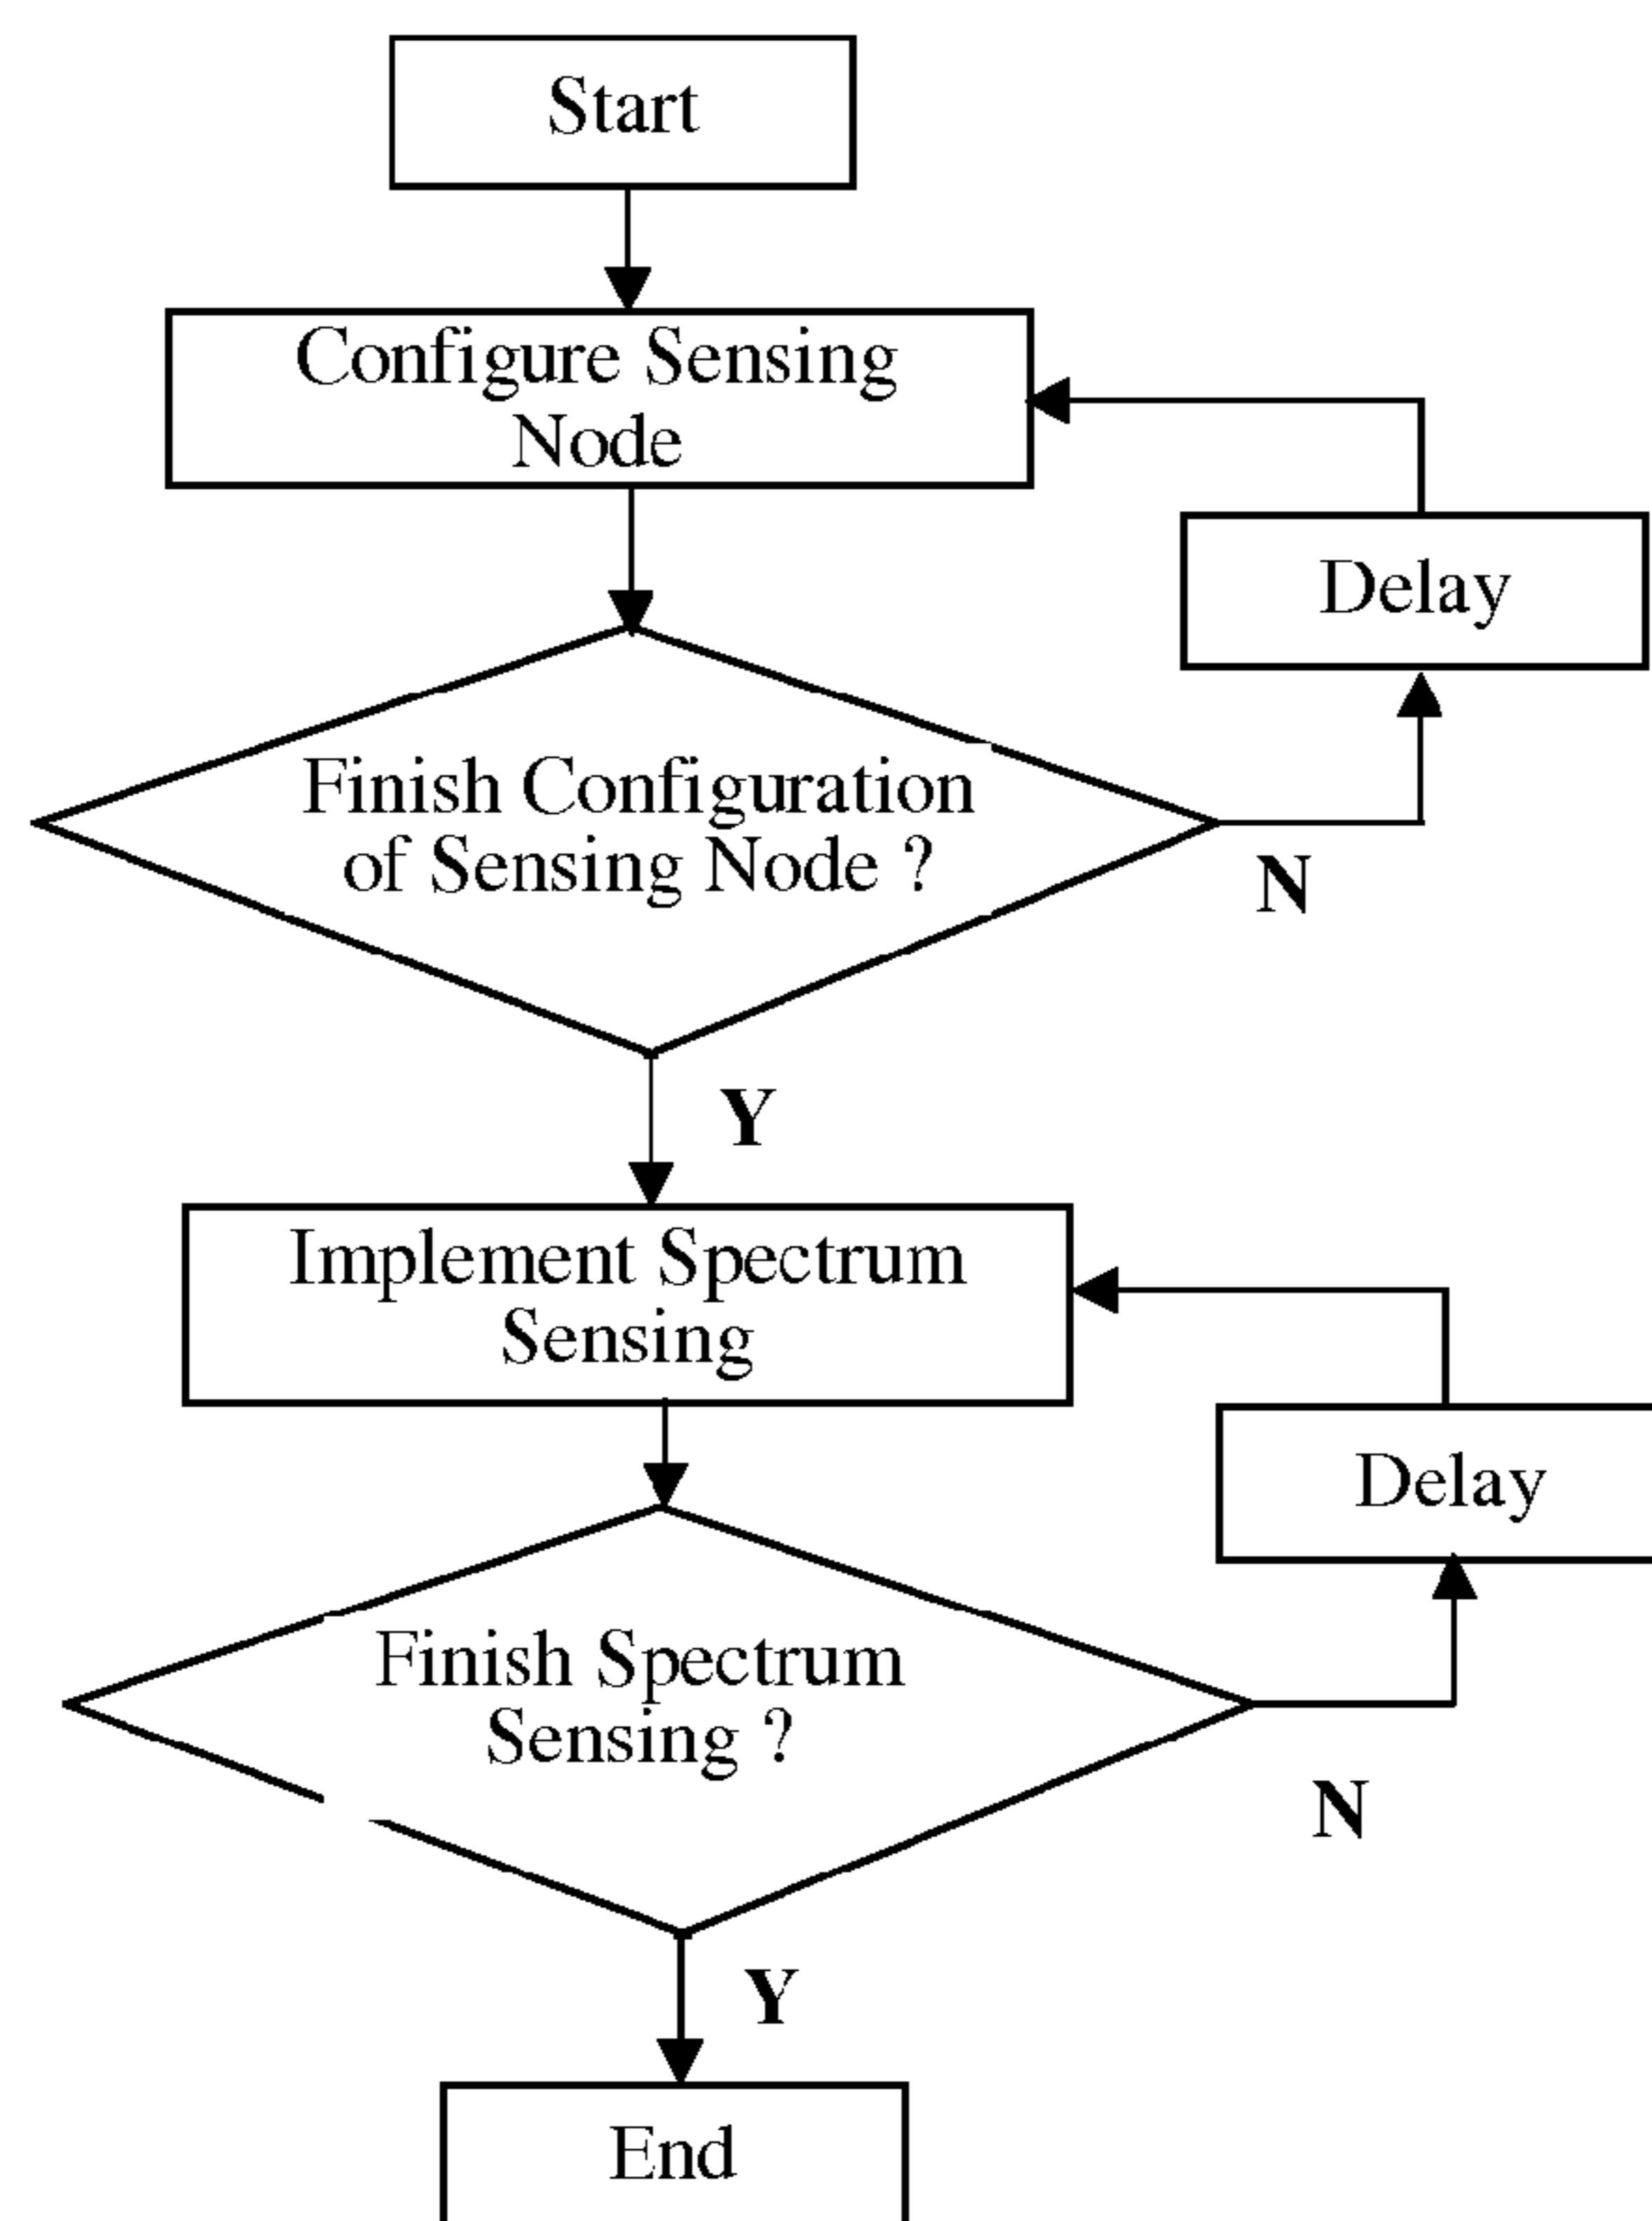 Start
Configure Sensing
Node
Delay
Finish Configuration
of Sensing Node ?
N
Y
Implement Spectrum
Sensing
Delay
Finish Spectrum
Sensing ?
N
Y
End